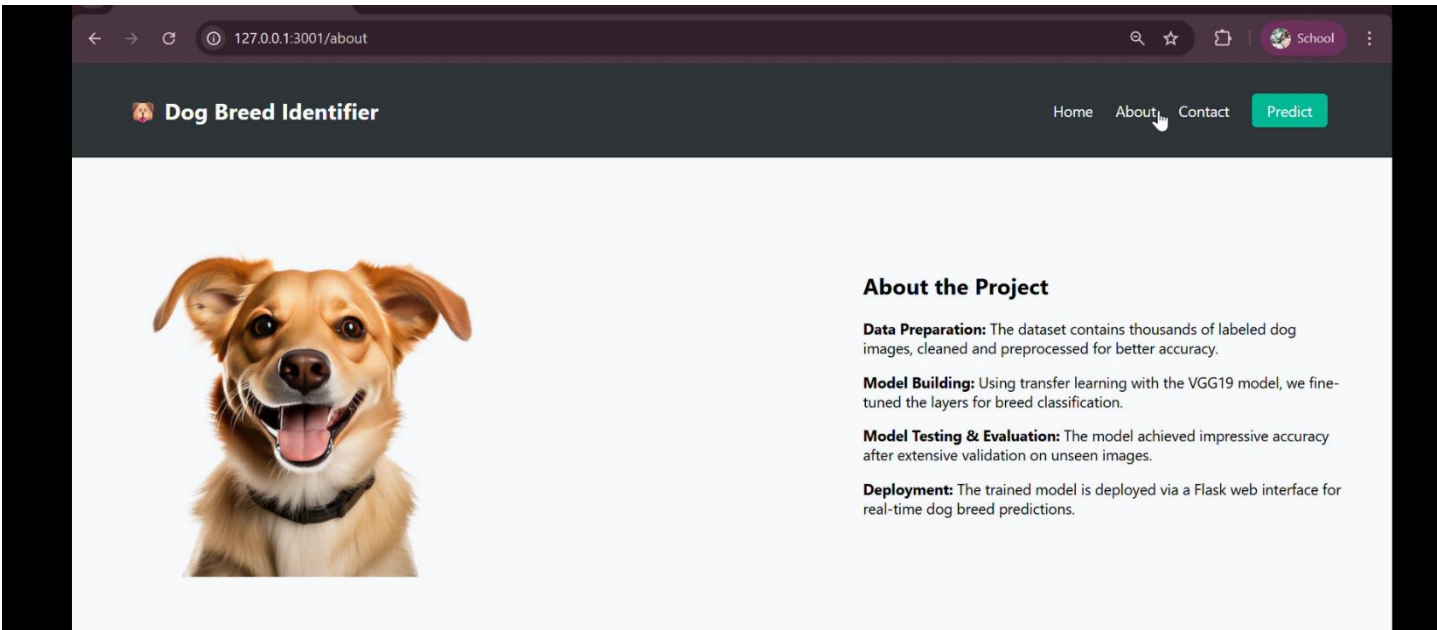 127.0.0.1:3001/about
School
Dog Breed Identifier
Home About Contact Predict
About the Project
Data Preparation: The dataset contains thousands of labeled dog
images, cleaned and preprocessed for better accuracy.
Model Building: Using transfer learning with the VGG19 model, we fine-
tuned the layers for breed classification.
Model Testing & Evaluation: The model achieved impressive accuracy
after extensive validation on unseen images.
Deployment: The trained model is deployed via a Flask web interface for
real-time dog breed predictions.